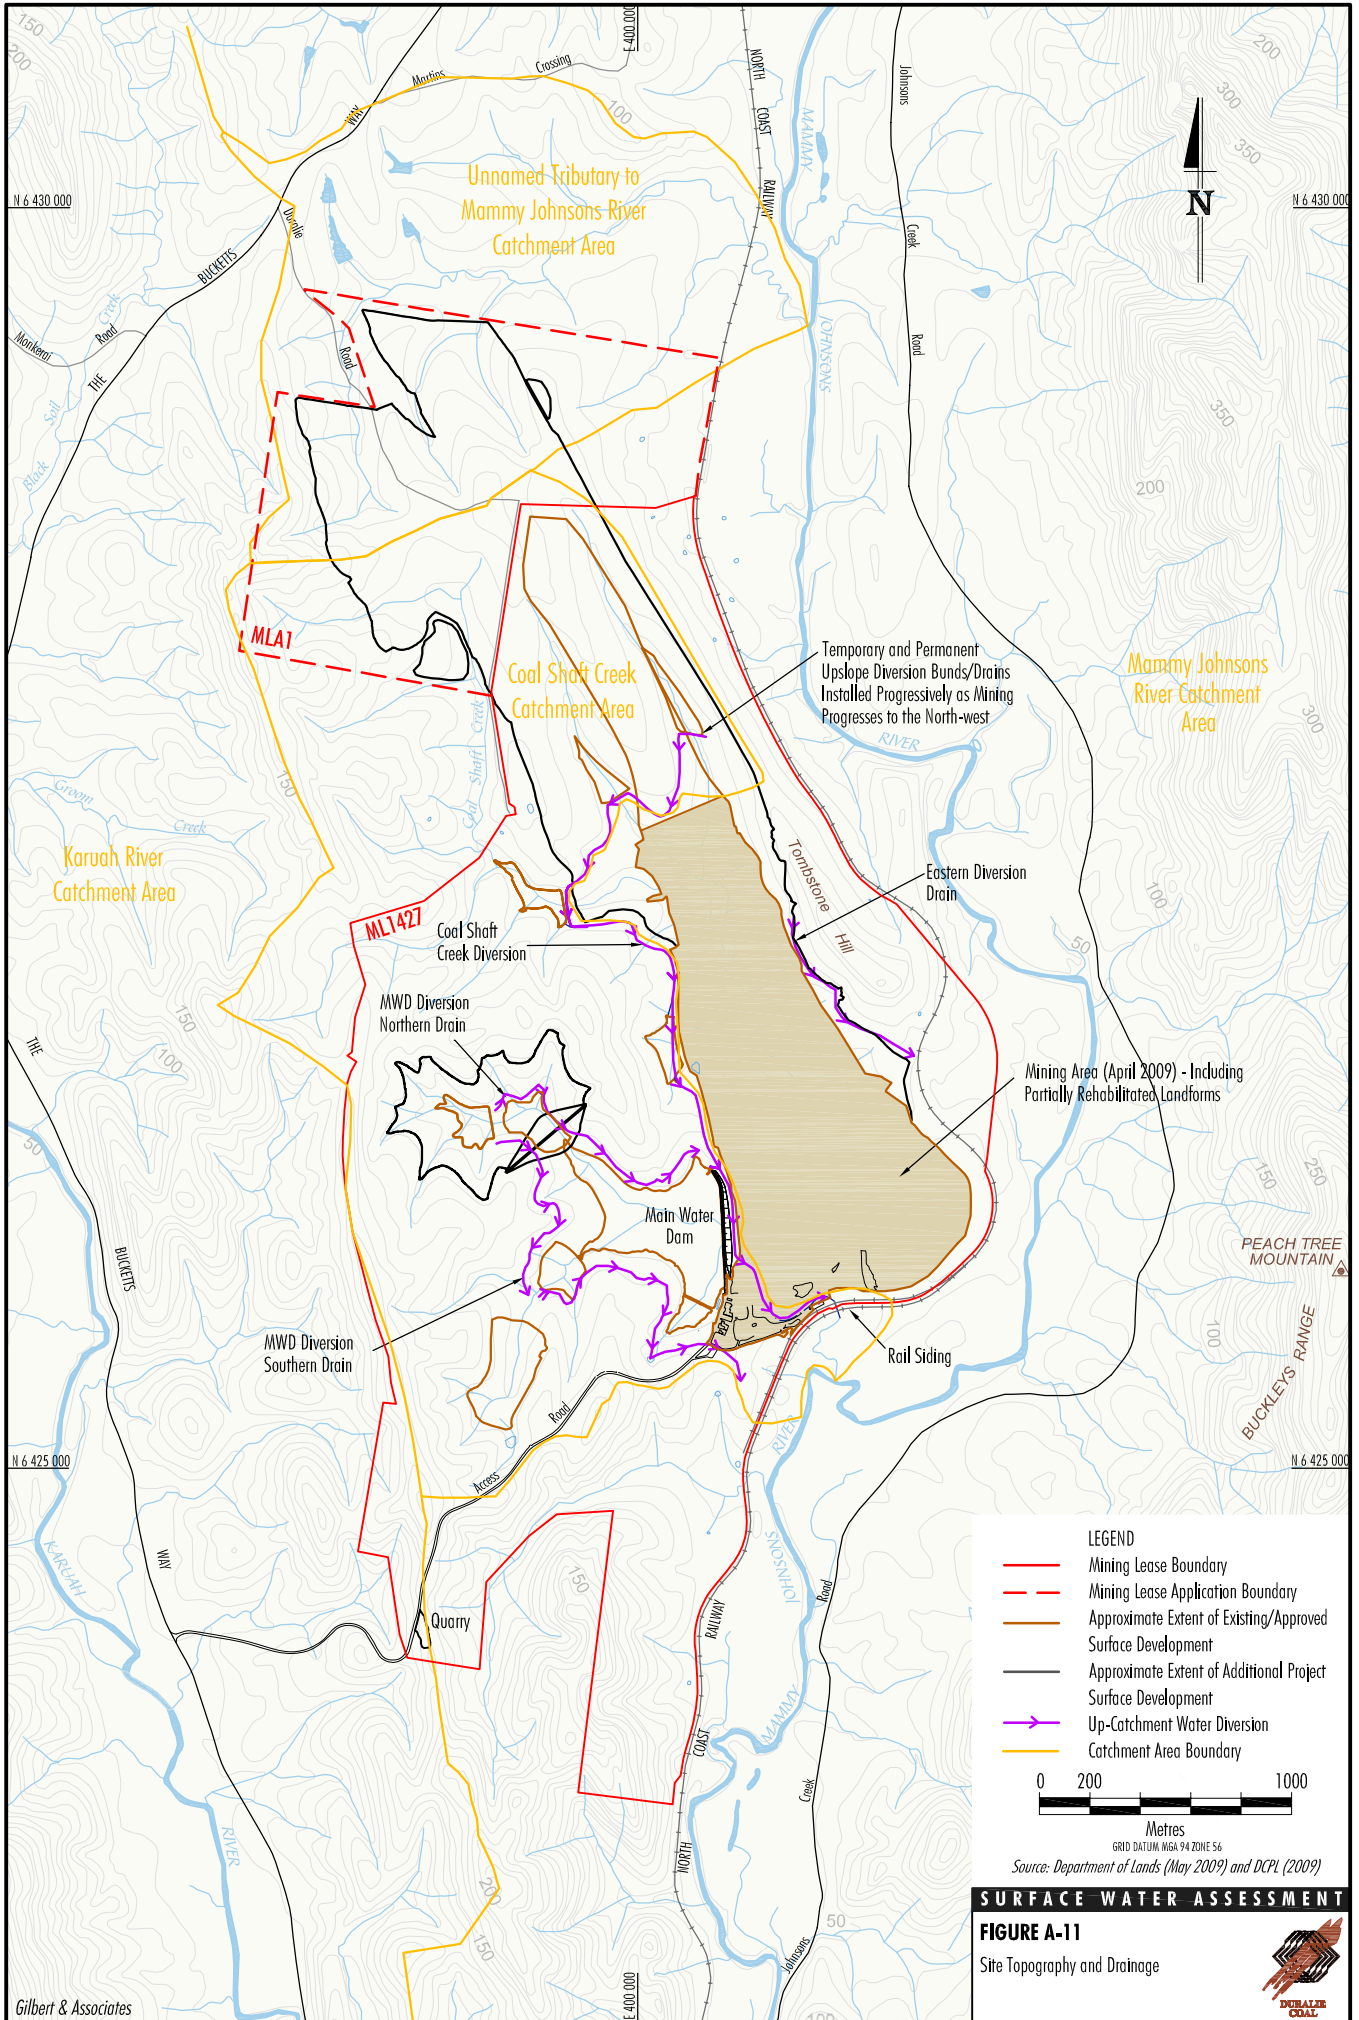 150
200
Martins
Crossing
E 400 000
NORTH
COAST
RAILWAY
MAMMY
JOHNSONS
Johnsons
Creek
Road
200
300
350
WAY
100
Unnamed Tributary to
Mammy Johnsons River
Catchment Area
N
N 6 430 000
N 6 430 000
Duralie
Road
BUCKETTS
THE
Monkerai
Road
Black Soil Creek
350
200
MLA1
Coal Shaft Creek
Catchment Area
Temporary and Permanent
Upslope Diversion Bunds/Drains
Installed Progressively as Mining
Progresses to the North-west
Mammy Johnsons
River Catchment
Area
RIVER
300
Coal Shaft Creek
150
Groom
Creek
Karuah River
Catchment Area
Tombstone
Hill
Eastern Diversion
Drain
100
50
ML1427
Coal Shaft
Creek Diversion
MWD Diversion
Northern Drain
150
100
THE
Mining Area (April 2009) - Including
Partially Rehabilitated Landforms
50
150
250
Main Water
Dam
PEACH TREE
MOUNTAIN
BUCKETTS
MWD Diversion
Southern Drain
Rail Siding
100
BUCKLEYS RANGE
Road
Access
RIVER
N 6 425 000
N 6 425 000
KARUAH
WAY
150
JOHNSONS
Road
Quarry
RAILWAY
MAMMY
COAST
Creek
RIVER
NORTH
200
150
50
Johnsons
E 400 000
100
LEGEND
Mining Lease Boundary
Mining Lease Application Boundary
Approximate Extent of Existing/Approved
Surface Development
Approximate Extent of Additional Project
Surface Development
Up-Catchment Water Diversion
Catchment Area Boundary
0 200 1000
Metres
GRID DATUM MGA 94 ZONE 56
Source: Department of Lands (May 2009) and DCPL (2009)
SURFACE WATER ASSESSMENT
FIGURE A-11
Site Topography and Drainage
DURALIE
COAL
Gilbert & Associates